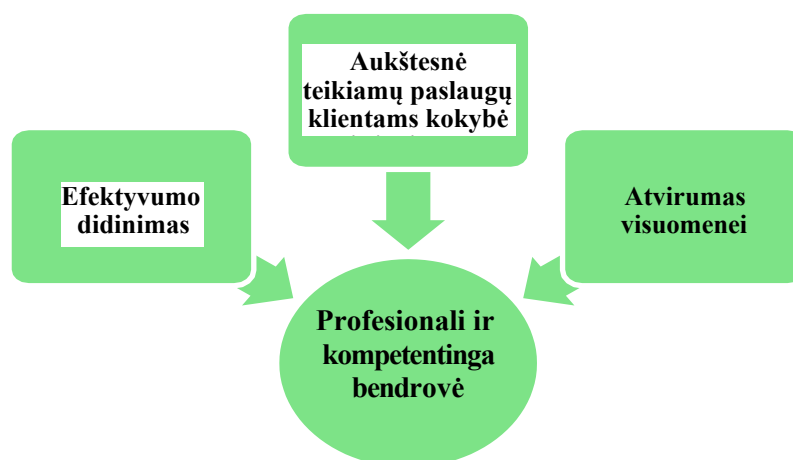 Aukštesnė
teikiamų paslaugų
klientams kokybė
Efektyvumo
didinimas
Atvirumas
visuomenei
Profesionali ir
kompetentinga
bendrovė